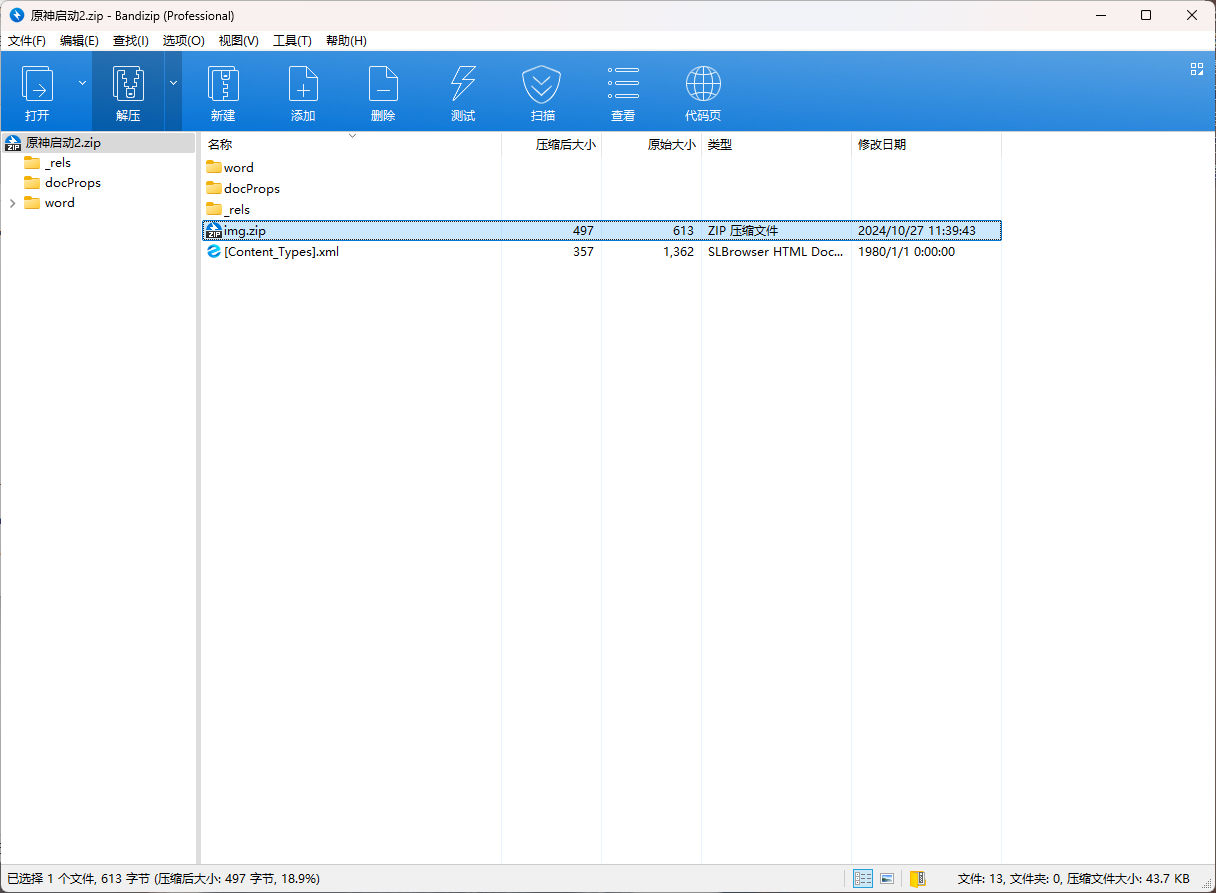 原神启动2.zip - Bandizip (Professional)
文件(F) 编辑(E) 查找(I) 选项(O) 视图(V) 工具(T) 帮助(H)
打开 解压 新建 添加 删除 测试 扫描 查看 代码页
原神启动2.zip
_rels
docProps
word
名称 压缩后大小 原始大小 类型 修改日期
word
docProps
_rels
img.zip 497 613 ZIP 压缩文件 2024/10/27 11:39:43
[Content_Types].xml 357 1,362 SLBrowser HTML Doc... 1980/1/1 0:00:00
已选择 1 个文件, 613 字节 (压缩后大小: 497 字节, 18.9%)
文件: 13, 文件夹: 0, 压缩文件大小: 43.7 KB